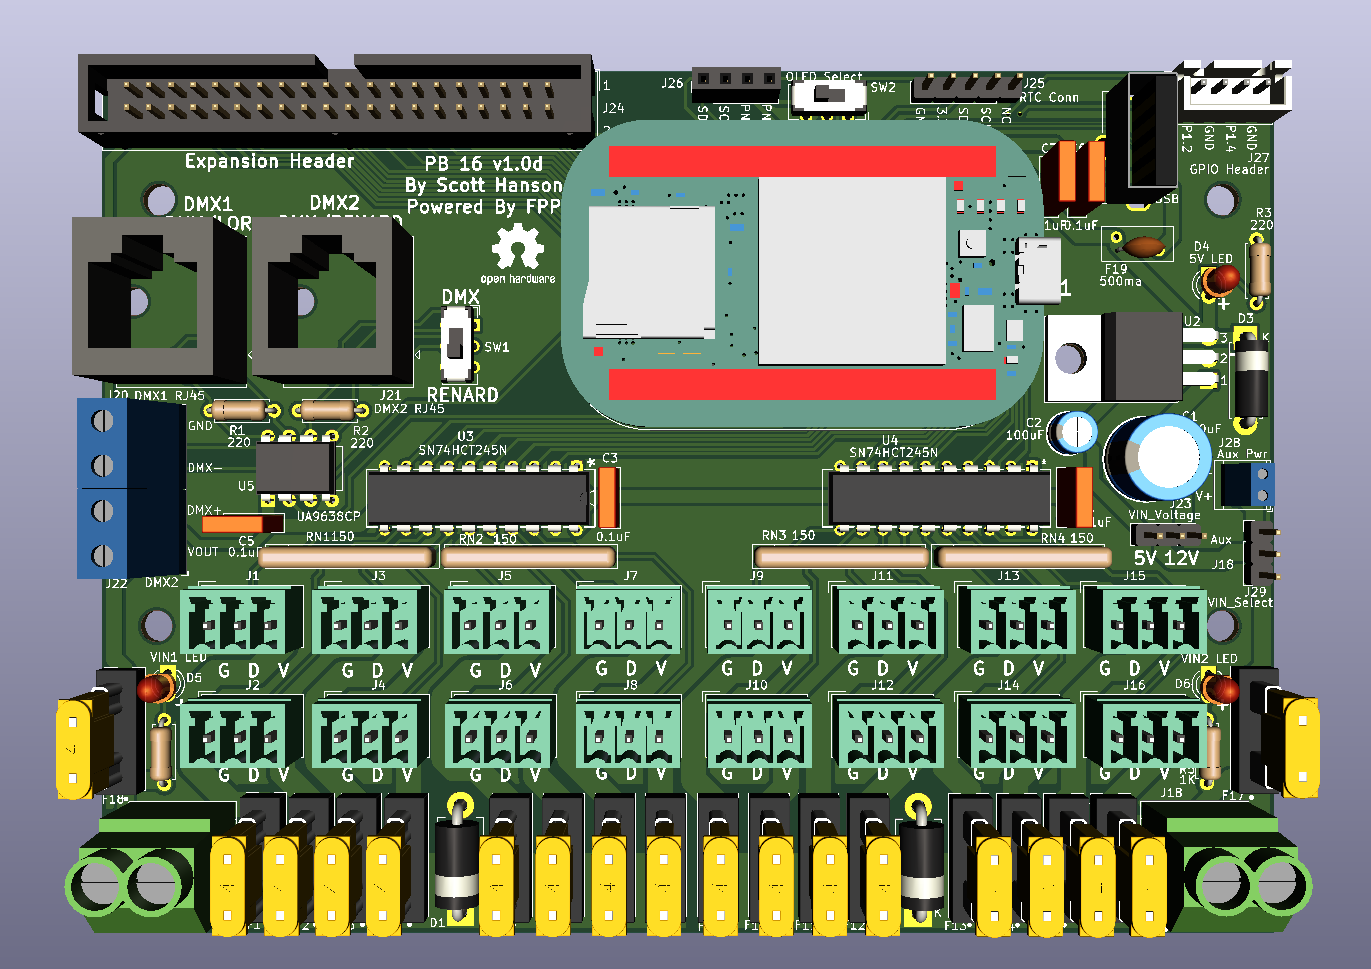 J26
OLED Select
SW2
J25
RTC Conn
1
J24
Expansion Header
PB 16 v1.0d
By Scott Hanson
Powered By FPP
P1.2
GND
P1.4
GND
J27
GPIO Header
DMX1
DMX2
open hardware
R3
220
D4
5V LED
F19
500ma
DMX
SW1
RENARD
U2
D3
K
J20 DMX1 RJ45
J21
DMX2 RJ45
GND
R1
220
R2
220
U3
SN74HCT245N
U4
SN74HCT245N
C2
100uF
C1
J28
Aux Pwr
DMX-
C3
U5
UA9638CP
V+
J23
VIN_Voltage
DMX+
C5
0.1uF
0.1uF
VOUT
RN1 150
RN2 150
RN3 150
RN4 150
5V 12V
Aux
J18
J29
VIN_Select
J22
DMX2
J1
J3
J5
J7
J9
J11
J13
J15
G D V
G D V
G D V
G D V
G D V
G D V
G D V
G D V
VIN1 LED
D5
VIN2 LED
D6
J2
J4
J6
J8
J10
J12
J14
J16
G D V
G D V
G D V
G D V
G D V
G D V
G D V
G D V
1K
J18
F18
F17
D1
K
F13